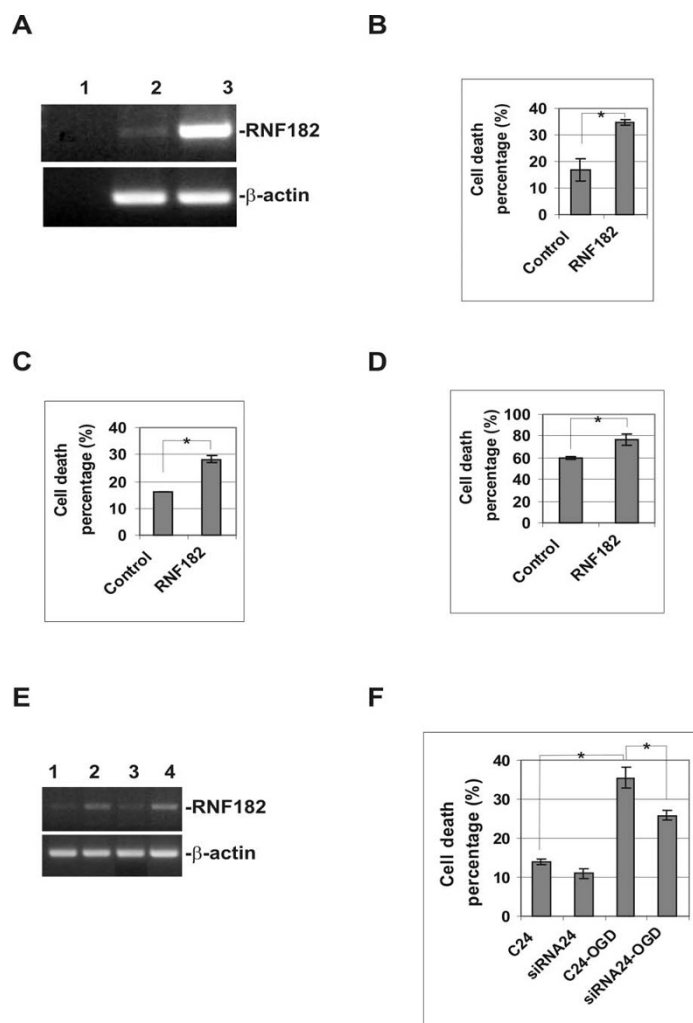 A
1 2 3
-RNF182
-β-actin
B
Cell death
percentage (%)
40
30
20
10
0
*
Control
RNF182
C
Cell death
percentage (%)
40
30
20
10
0
*
Control
RNF182
D
Cell death
percentage (%)
100
80
60
40
20
0
*
Control
RNF182
E
1 2 3 4
-RNF182
-β-actin
F
Cell death
percentage (%)
40
30
20
10
0
* *
C24
siRNA24
C24-OGD
siRNA24-OGD